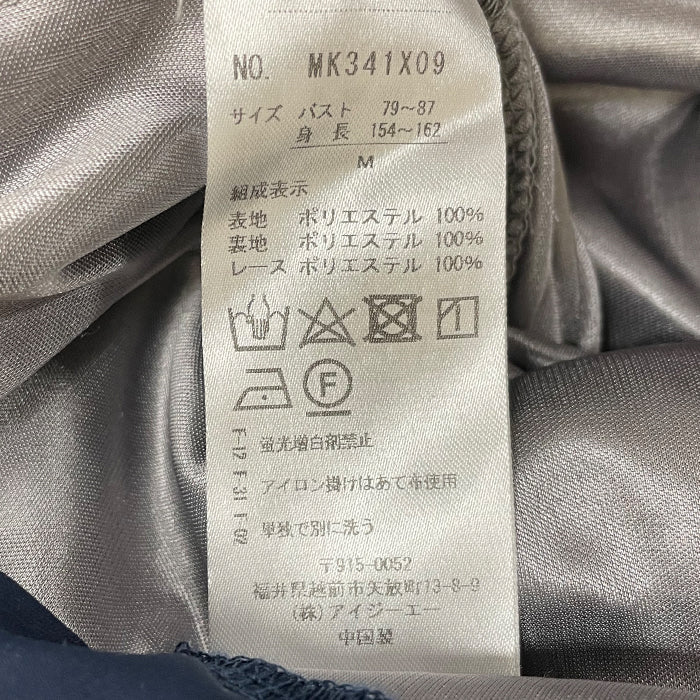 NO. MK341X09
サイズ バスト 79〜87
身長 154〜162
M
組成表示
表地 ポリエステル 100%
裏地 ポリエステル 100%
レース ポリエステル 100%
F
F-12 F-31 F-02
蛍光増白剤禁止
アイロン掛けはあて布使用
単独で別に洗う
〒915-0052
福井県越前市矢放町13-8-9
(株)アイジーエー
中国製